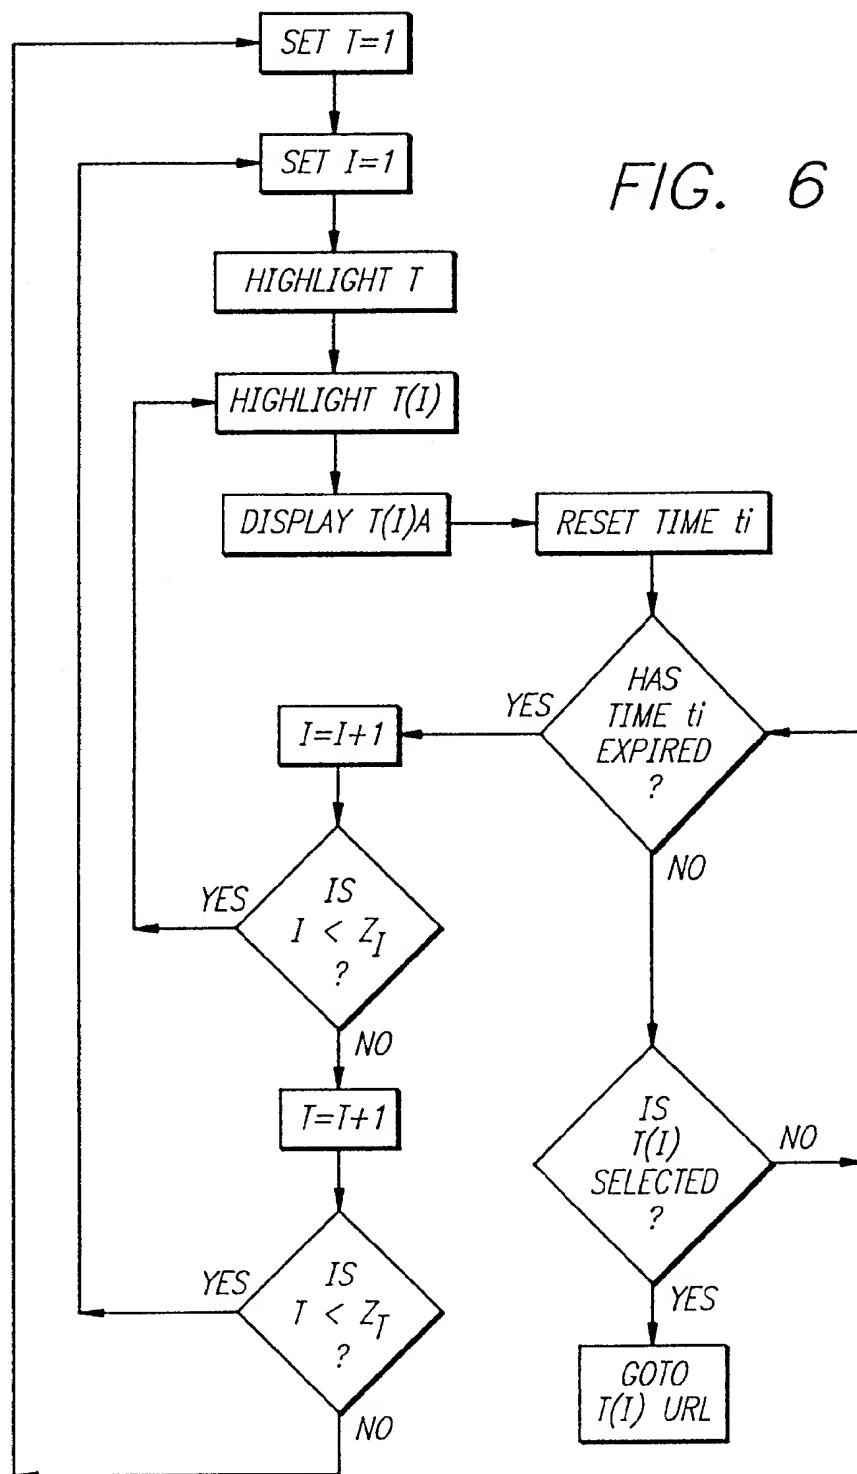 SET T=1
SET I=1
FIG. 6
HIGHLIGHT T
HIGHLIGHT T(I)
DISPLAY T(I)A
RESET TIME ti
HAS
TIME ti
EXPIRED
?
YES
NO
I=I+1
IS
I < Z_I
?
YES
NO
T=T+1
IS
T(I)
SELECTED
?
NO
YES
IS
T < Z_T
?
YES
NO
GOTO
T(I) URL